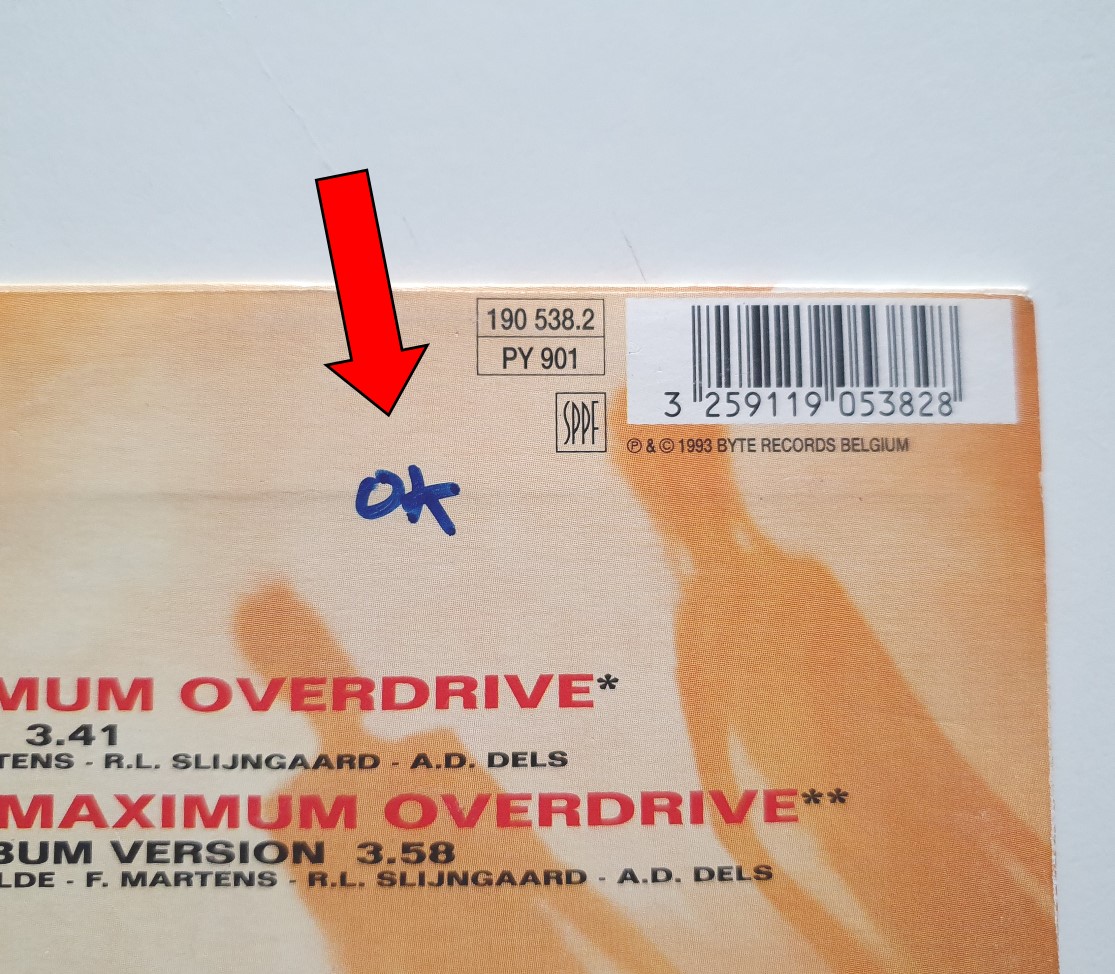 190 538.2
PY 901
3 259119 053828
SPPF
℗ & © 1993 BYTE RECORDS BELGIUM
OK
MUM OVERDRIVE*
3.41
TENS - R.L. SLIJNGAARD - A.D. DELS
MAXIMUM OVERDRIVE**
BUM VERSION 3.58
LDE - F. MARTENS - R.L. SLIJNGAARD - A.D. DELS